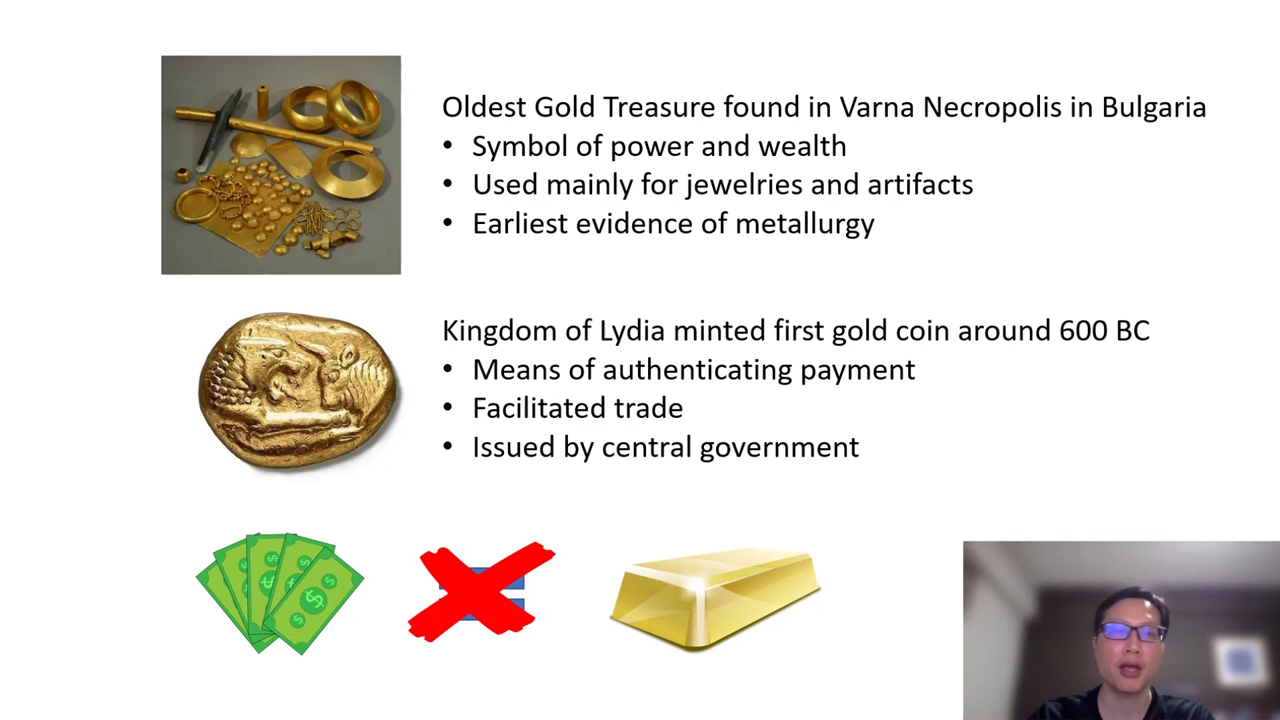 Oldest Gold Treasure found in Varna Necropolis in Bulgaria
• Symbol of power and wealth
• Used mainly for jewelries and artifacts
• Earliest evidence of metallurgy
Kingdom of Lydia minted first gold coin around 600 BC
• Means of authenticating payment
• Facilitated trade
• Issued by central government